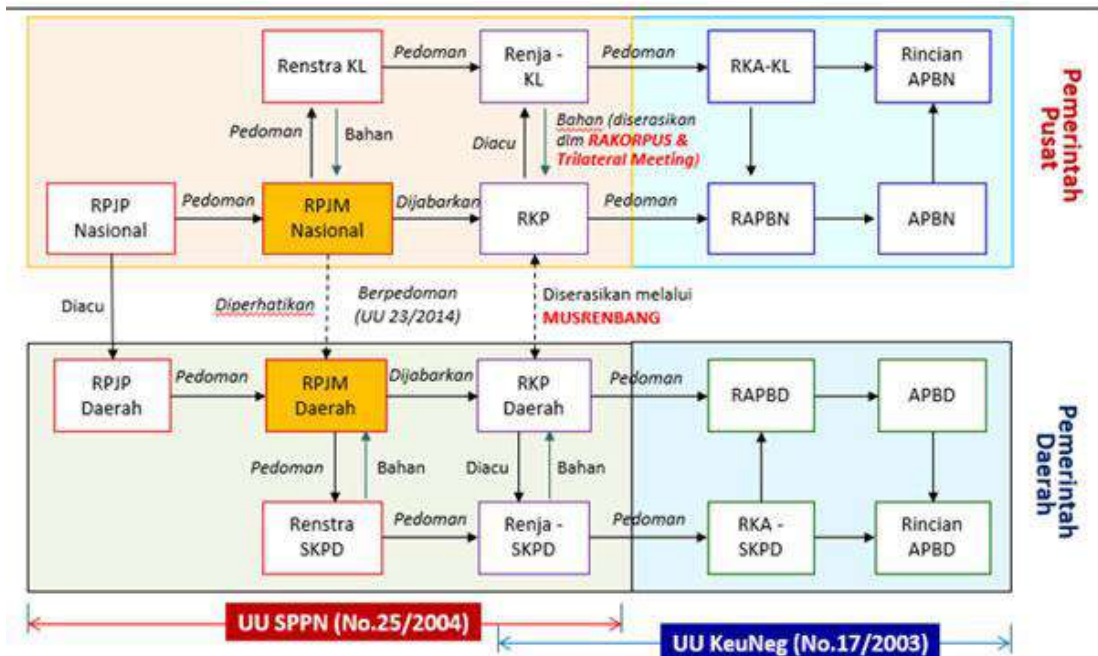 Pedoman
Pedoman
Renstra KL
Renja -
KL
RKA-KL
Rincian
APBN
Pedoman
Bahan
Diacu
Bahan (diserasikan
dlm RAKORPUS &
Trilateral Meeting)
RPJP
Nasional
Pedoman
RPJM
Nasional
Dijabarkan
RKP
Pedoman
RAPBN
APBN
Pemerintah
Pusat
Diacu
Diperhatikan
Berpedoman
(UU 23/2014)
Diserasikan melalui
MUSRENBANG
RPJP
Daerah
Pedoman
RPJM
Daerah
Dijabarkan
RKP
Daerah
Pedoman
RAPBD
APBD
Pedoman
Bahan
Diacu
Bahan
Renstra
SKPD
Pedoman
Renja -
SKPD
Pedoman
RKA -
SKPD
Rincian
APBD
Pemerintah
Daerah
UU SPPN (No.25/2004)
UU KeuNeg (No.17/2003)